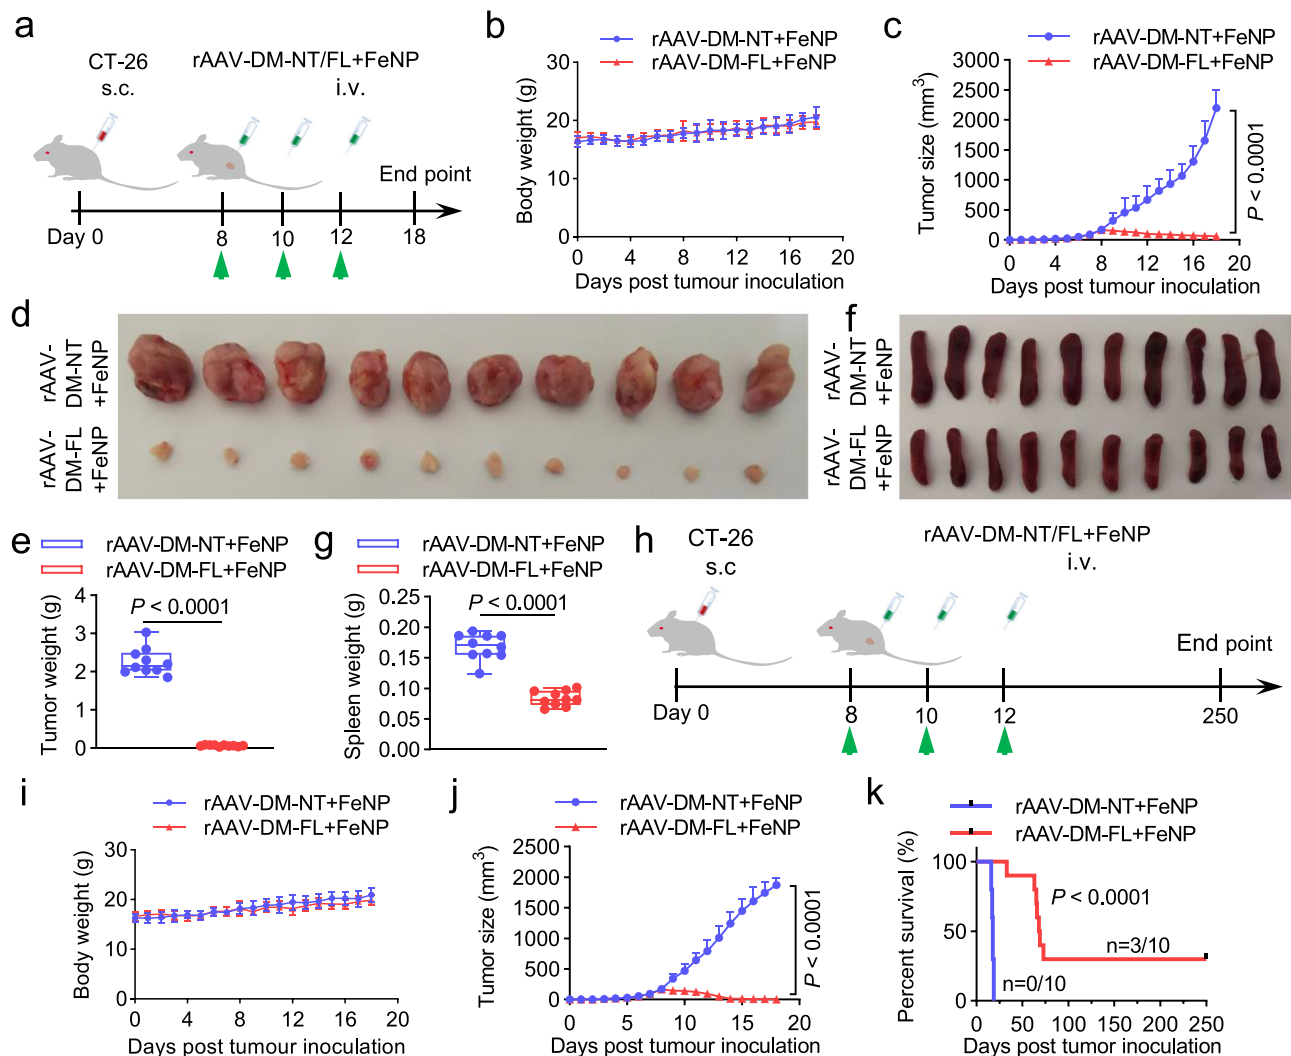 a
CT-26
s.c.
rAAV-DM-NT/FL+FeNP
i.v.
End point
Day 0
8
10
12
18
b
rAAV-DM-NT+FeNP
rAAV-DM-FL+FeNP
Body weight (g)
30
20
10
0
0 4 8 12 16 20
Days post tumour inoculation
c
rAAV-DM-NT+FeNP
rAAV-DM-FL+FeNP
Tumor size (mm³)
3000
2500
2000
1500
1000
500
0
0 4 8 12 16 20
P < 0.0001
Days post tumour inoculation
d
rAAV-
DM-NT
+FeNP
rAAV-
DM-FL
+FeNP
f
rAAV-
DM-NT
+FeNP
rAAV-
DM-FL
+FeNP
e
rAAV-DM-NT+FeNP
rAAV-DM-FL+FeNP
Tumor weight (g)
P < 0.0001
4
3
2
1
0
g
rAAV-DM-NT+FeNP
rAAV-DM-FL+FeNP
Spleen weight (g)
P < 0.0001
0.25
0.20
0.15
0.10
0.05
0.00
h
CT-26
s.c
rAAV-DM-NT/FL+FeNP
i.v.
End point
Day 0
8
10
12
250
i
rAAV-DM-NT+FeNP
rAAV-DM-FL+FeNP
Body weight (g)
30
20
10
0
0 4 8 12 16 20
Days post tumour inoculation
j
rAAV-DM-NT+FeNP
rAAV-DM-FL+FeNP
Tumor size (mm³)
2500
2000
1500
1000
500
0
0 5 10 15 20
P < 0.0001
Days post tumour inoculation
k
rAAV-DM-NT+FeNP
rAAV-DM-FL+FeNP
Percent survival (%)
100
50
0
P < 0.0001
n=3/10
n=0/10
0 50 100 150 200 250
Days post tumor inoculation